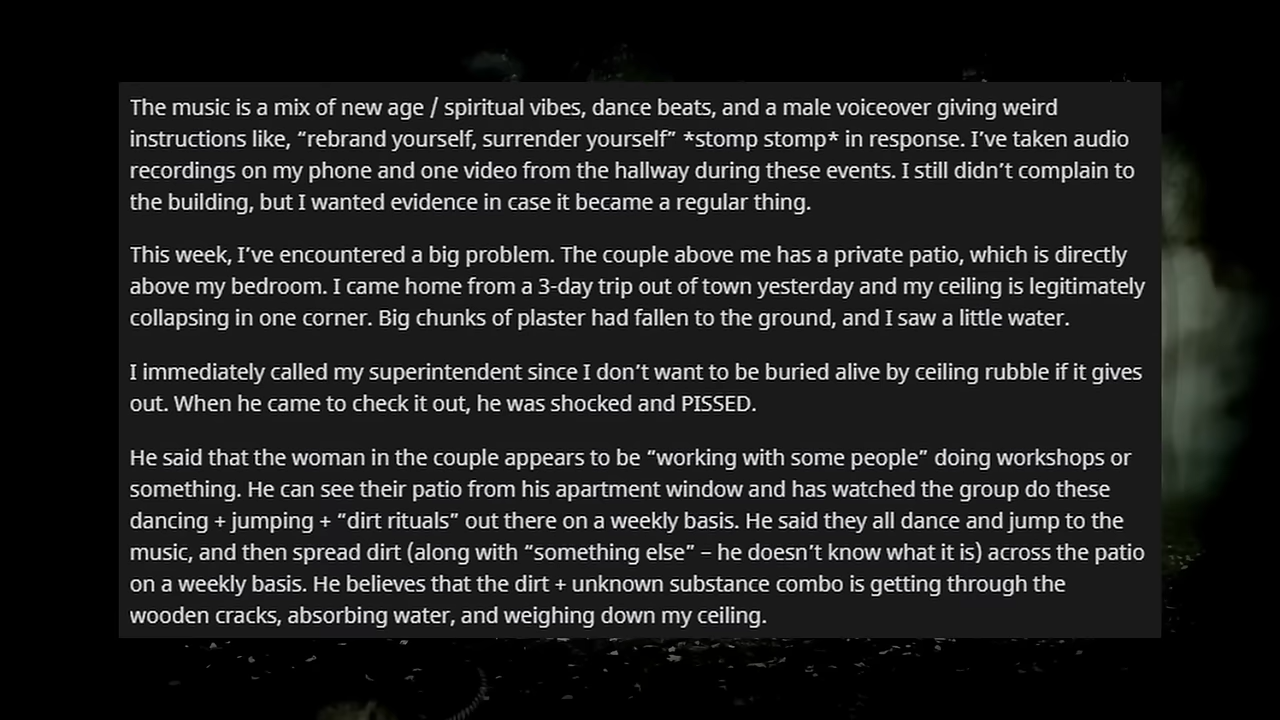 The music is a mix of new age / spiritual vibes, dance beats, and a male voiceover giving weird
instructions like, “rebrand yourself, surrender yourself” *stomp stomp* in response. I’ve taken audio
recordings on my phone and one video from the hallway during these events. I still didn’t complain to
the building, but I wanted evidence in case it became a regular thing.
This week, I’ve encountered a big problem. The couple above me has a private patio, which is directly
above my bedroom. I came home from a 3-day trip out of town yesterday and my ceiling is legitimately
collapsing in one corner. Big chunks of plaster had fallen to the ground, and I saw a little water.
I immediately called my superintendent since I don’t want to be buried alive by ceiling rubble if it gives
out. When he came to check it out, he was shocked and PISSED.
He said that the woman in the couple appears to be “working with some people” doing workshops or
something. He can see their patio from his apartment window and has watched the group do these
dancing + jumping + “dirt rituals” out there on a weekly basis. He said they all dance and jump to the
music, and then spread dirt (along with “something else” – he doesn’t know what it is) across the patio
on a weekly basis. He believes that the dirt + unknown substance combo is getting through the
wooden cracks, absorbing water, and weighing down my ceiling.